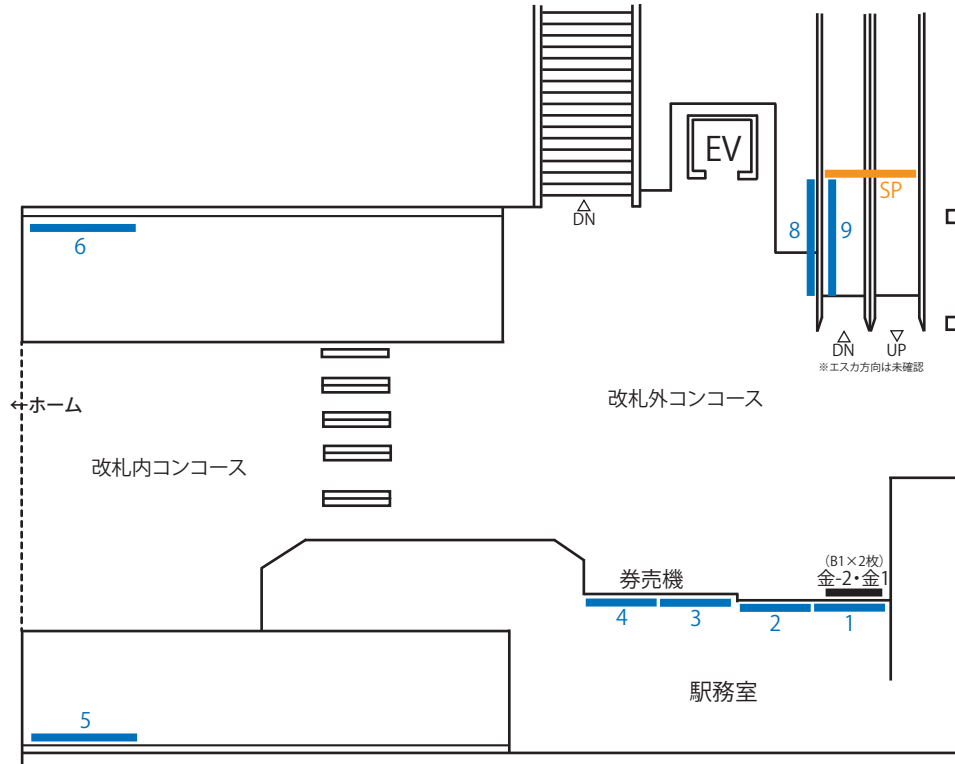 EV
SP
DN
6
8
9
DN
UP
※エスカ方向は未確認
←ホーム
改札外コンコース
改札内コンコース
(B1×2枚)
券売機
金-2・金1
4
3
2
1
駅務室
5